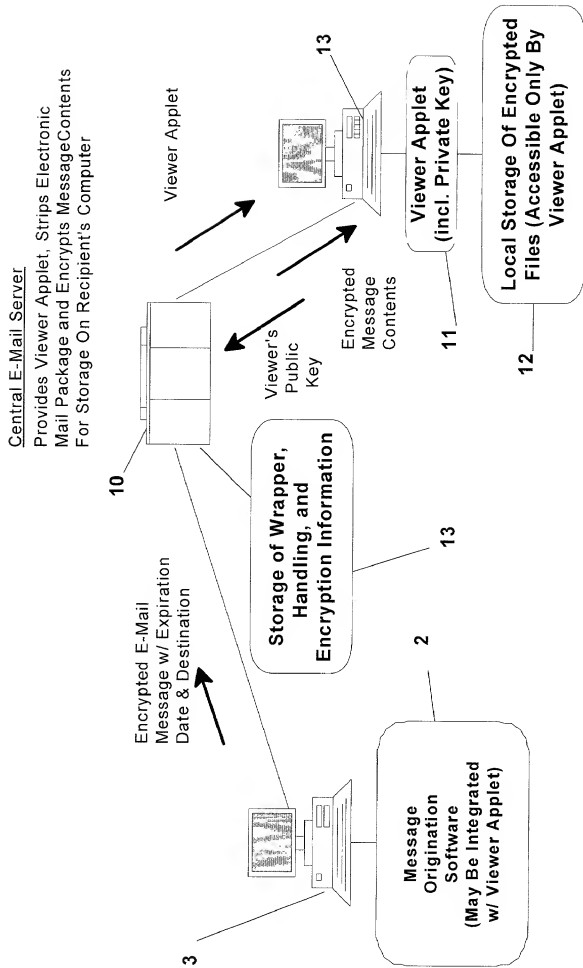 Central E-Mail Server
Provides Viewer Applet, Strips Electronic
Mail Package and Encrypts MessageContents
For Storage On Recipient's Computer
10
Encrypted E-Mail
Message w/ Expiration
Date & Destination
Viewer Applet
Viewer's
Public
Key
Encrypted
Message
Contents
13
Storage of Wrapper,
Handling, and
Encryption Information
13
3
Message
Origination
Software
(May Be Integrated
w/ Viewer Applet)
2
Viewer Applet
(incl. Private Key)
11
Local Storage Of Encrypted
Files (Accessible Only By
Viewer Applet)
12